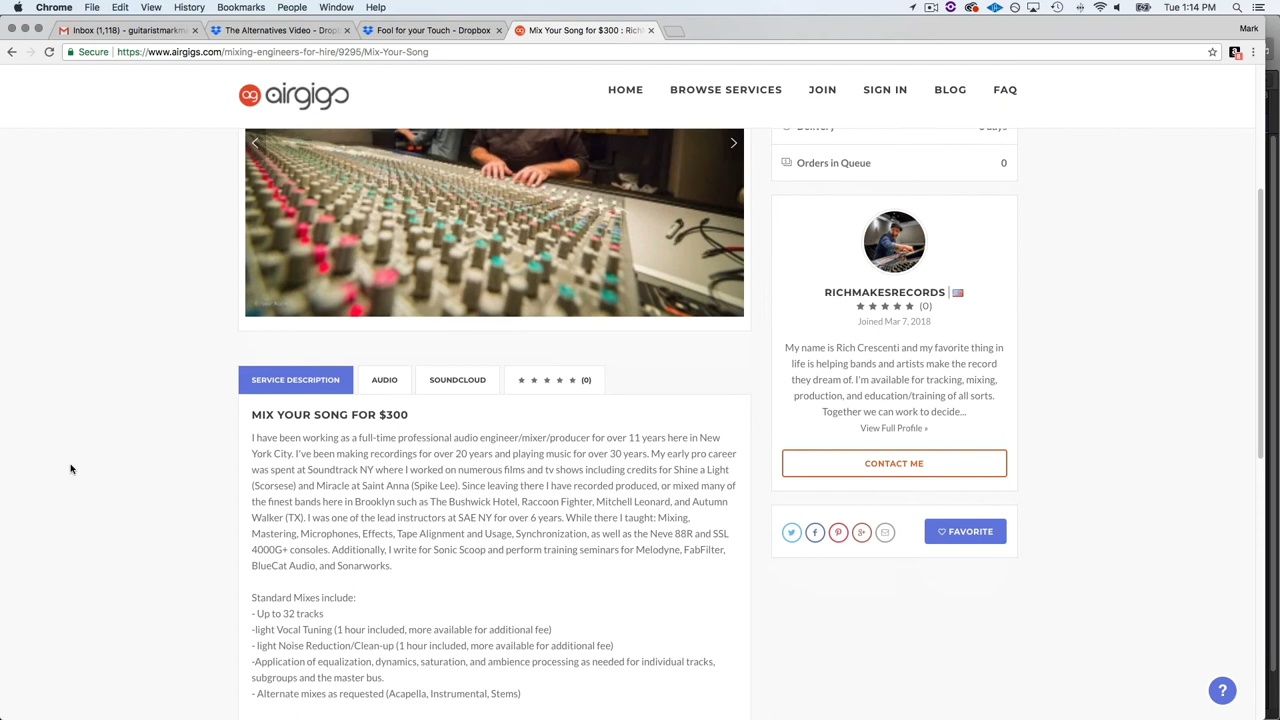 Chrome File Edit View History Bookmarks People Window Help Tue 1:14 PM
Inbox (1,118) - guitaristmarkm The Alternatives Video - Dropb Fool for your Touch - Dropbox Mix Your Song for $300 : Rich Mark
Secure https://www.airgigs.com/mixing-engineers-for-hire/9295/Mix-Your-Song
ag airgigs HOME BROWSE SERVICES JOIN SIGN IN BLOG FAQ
Orders in Queue 0
RICHMAKESRECORDS
(0)
Joined Mar 7, 2018
My name is Rich Crescenti and my favorite thing in
life is helping bands and artists make the record
they dream of. I'm available for tracking, mixing,
production, and education/training of all sorts.
Together we can work to decide...
View Full Profile »
CONTACT ME
FAVORITE
SERVICE DESCRIPTION AUDIO SOUNDCLOUD (0)
MIX YOUR SONG FOR $300
I have been working as a full-time professional audio engineer/mixer/producer for over 11 years here in New
York City. I've been making recordings for over 20 years and playing music for over 30 years. My early pro career
was spent at Soundtrack NY where I worked on numerous films and tv shows including credits for Shine a Light
(Scorsese) and Miracle at Saint Anna (Spike Lee). Since leaving there I have recorded produced, or mixed many of
the finest bands here in Brooklyn such as The Bushwick Hotel, Raccoon Fighter, Mitchell Leonard, and Autumn
Walker (TX). I was one of the lead instructors at SAE NY for over 6 years. While there I taught: Mixing,
Mastering, Microphones, Effects, Tape Alignment and Usage, Synchronization, as well as the Neve 88R and SSL
4000G+ consoles. Additionally, I write for Sonic Scoop and perform training seminars for Melodyne, FabFilter,
BlueCat Audio, and Sonarworks.
Standard Mixes include:
- Up to 32 tracks
-light Vocal Tuning (1 hour included, more available for additional fee)
- light Noise Reduction/Clean-up (1 hour included, more available for additional fee)
-Application of equalization, dynamics, saturation, and ambience processing as needed for individual tracks,
subgroups and the master bus.
- Alternate mixes as requested (Acapella, Instrumental, Stems)
?